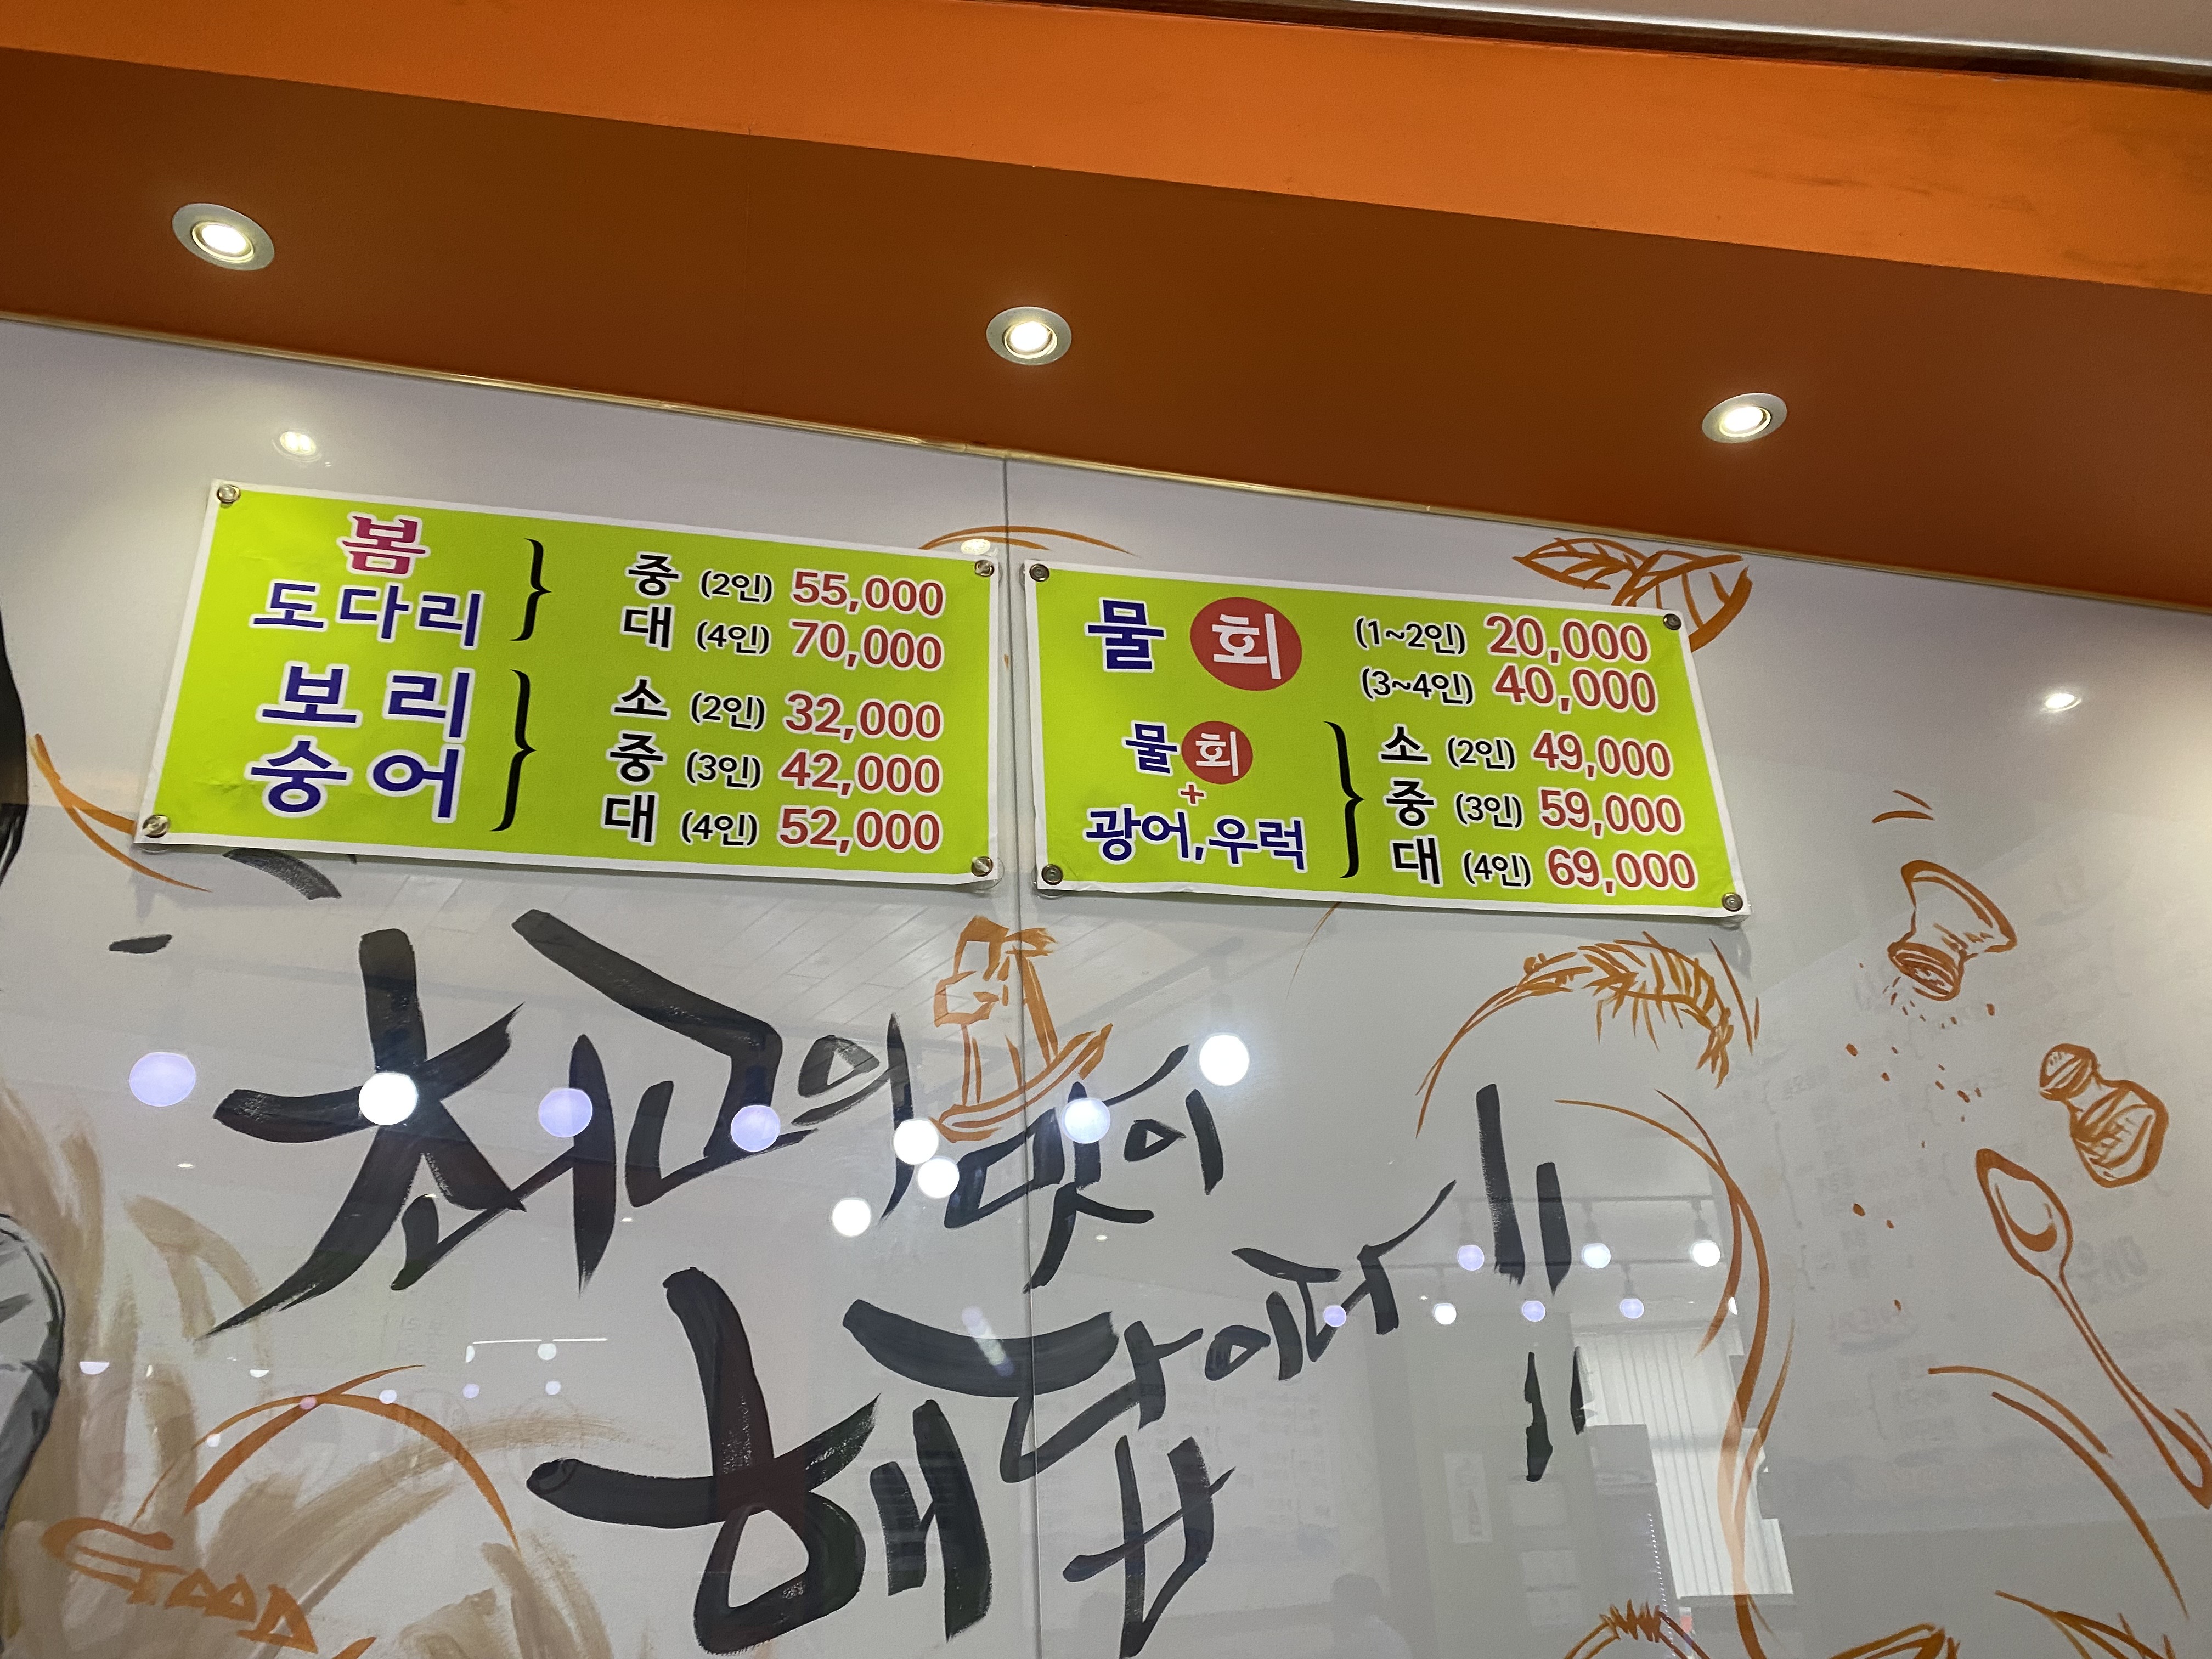 봄
도다리
중 (2인) 55,000
대 (4인) 70,000
보리
숭어
소 (2인) 32,000
중 (3인) 42,000
대 (4인) 52,000
물회
(1~2인) 20,000
(3~4인) 40,000
물회
+
광어,우럭
소 (2인) 49,000
중 (3인) 59,000
대 (4인) 69,000
최고의 맛이
해답이다!!
GOOD